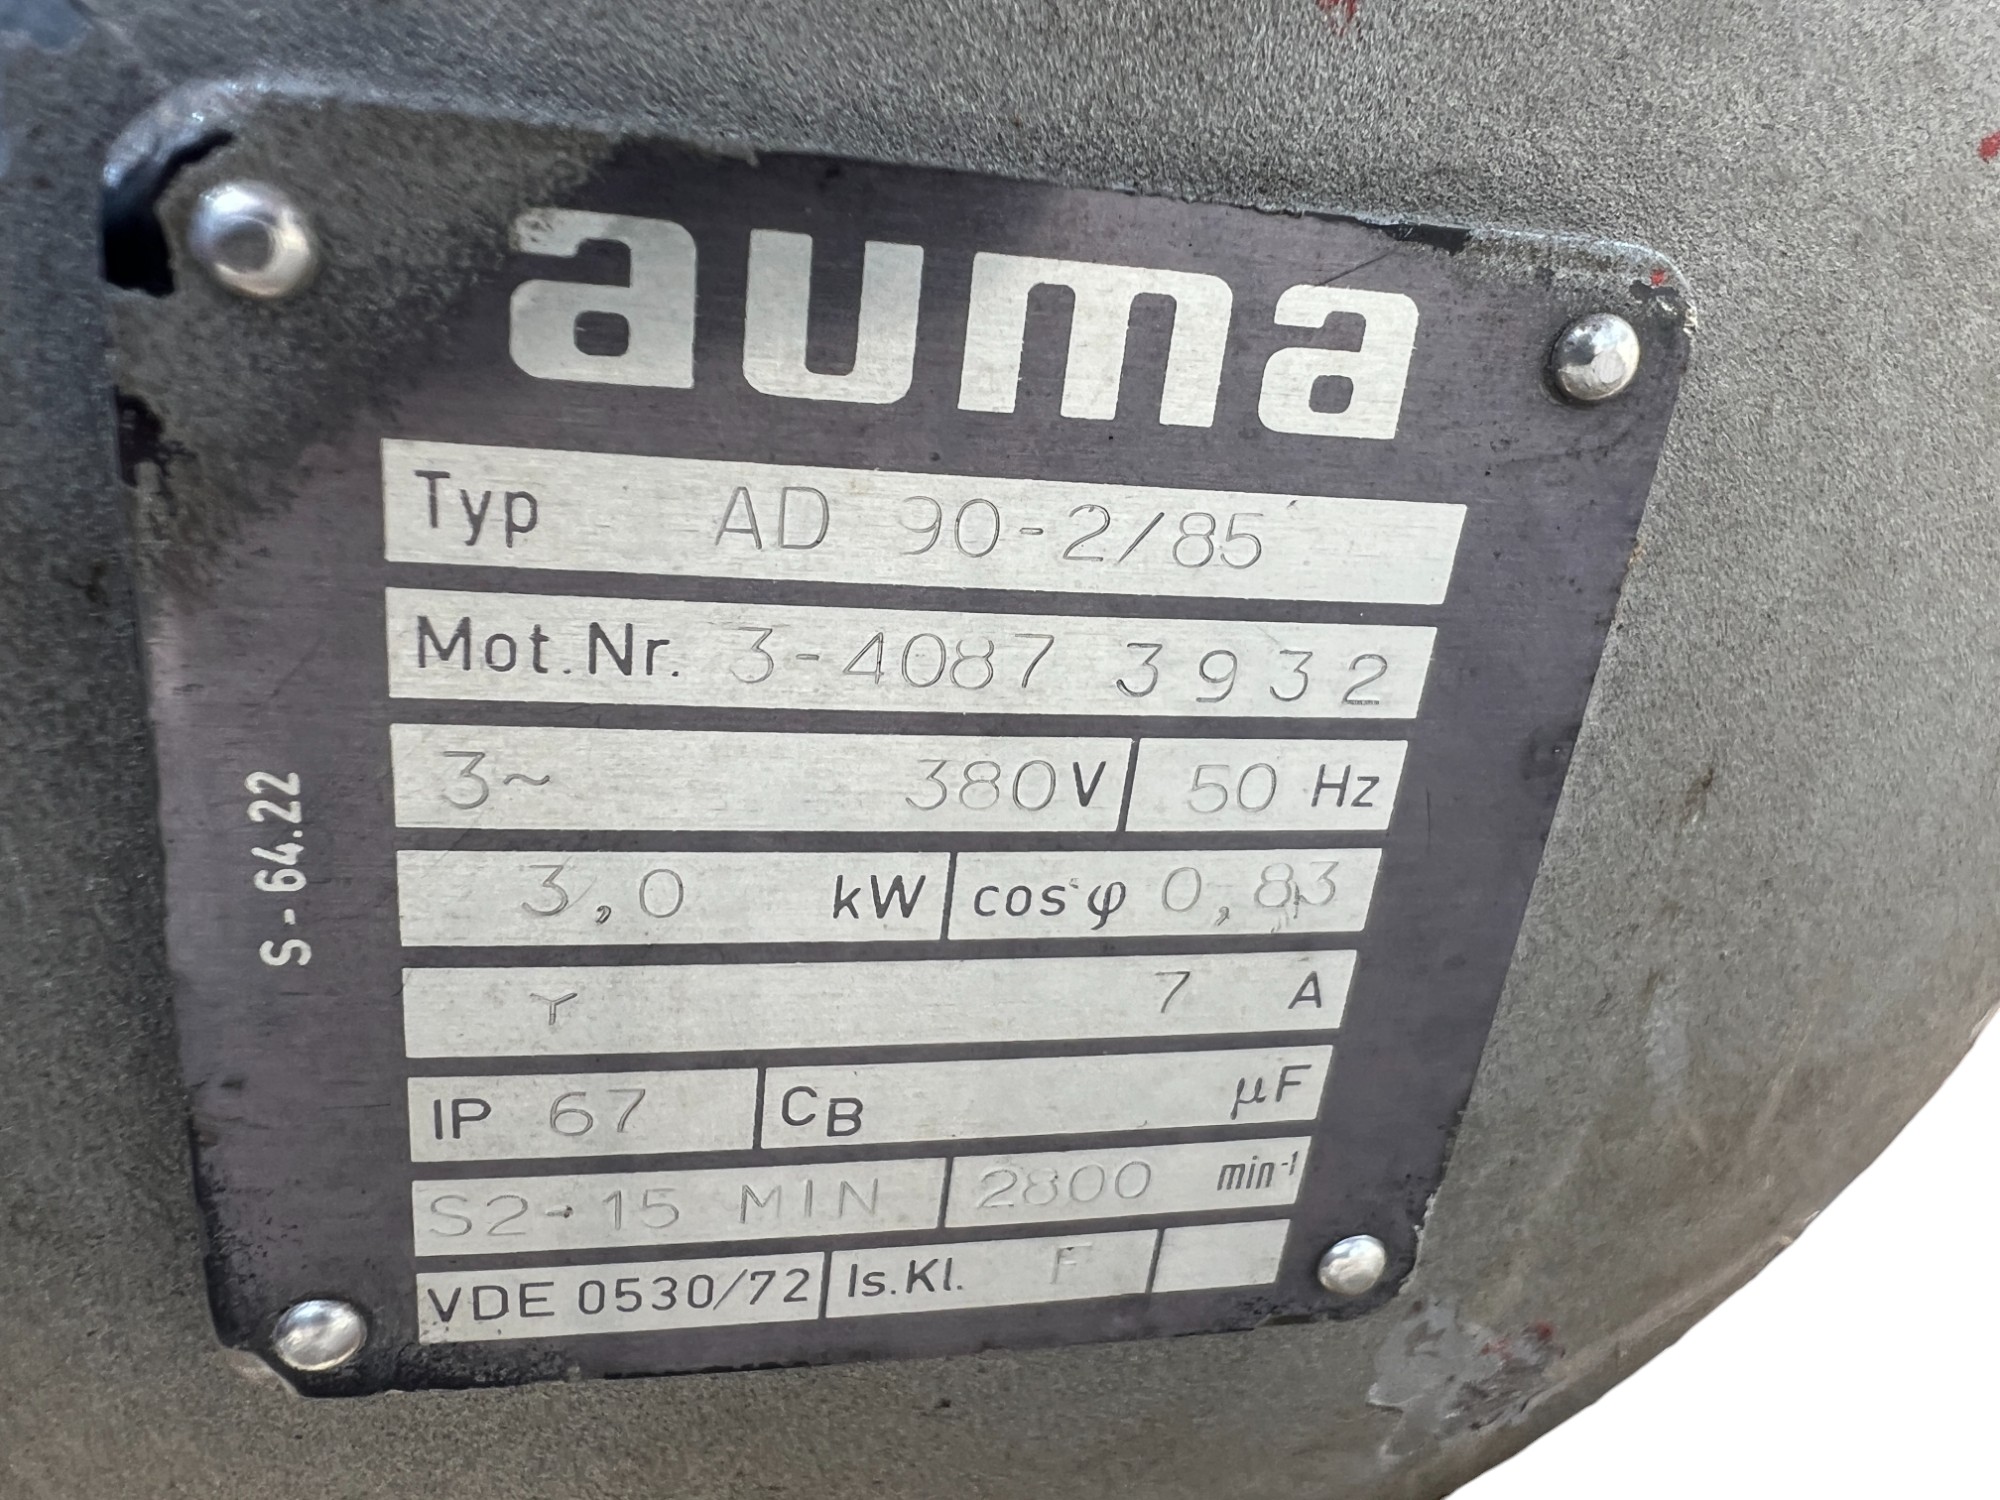 auma
Typ AD 90-2/85
Mot.Nr. 3-4087 3932
3~ 380V 50 Hz
3,0 kW cos φ 0,83
Y 7 A
IP 67 CB µF
S2-15 MIN 2800 min-1
VDE 0530/72 Is.Kl. F
S-64.22